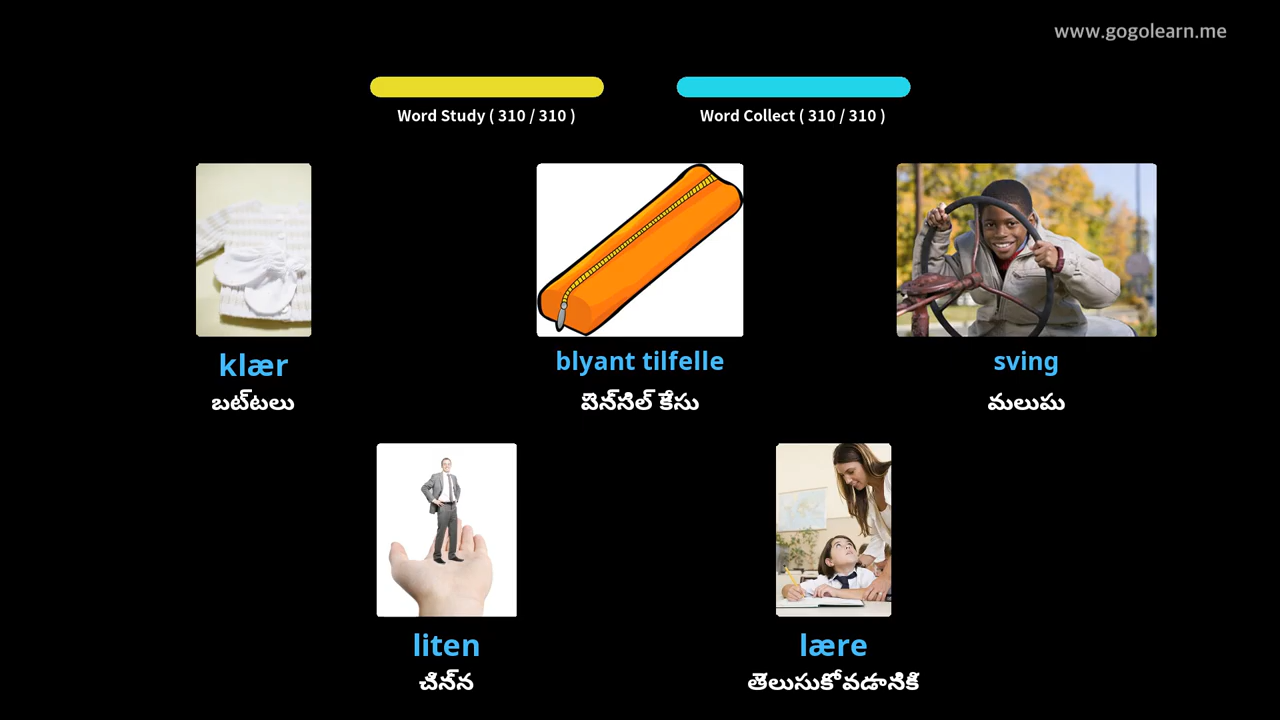 www.gogolearn.me
Word Study ( 310 / 310 )
Word Collect ( 310 / 310 )
klær
బట్టలు
blyant tilfelle
పెన్సిల్ కేసు
sving
మలుపు
liten
చిన్న
lære
తెలుసుకోవడానికి